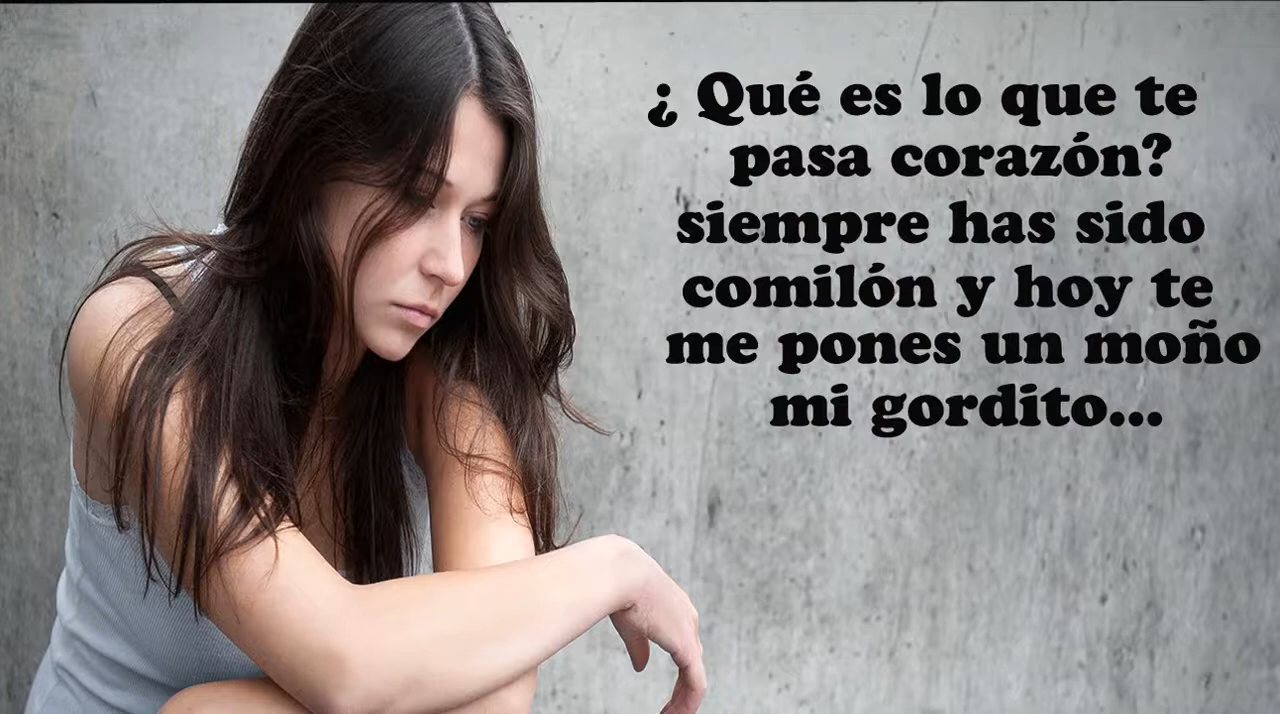 ¿ Qué es lo que te
pasa corazón?
siempre has sido
comilón y hoy te
me pones un moño
mi gordito...